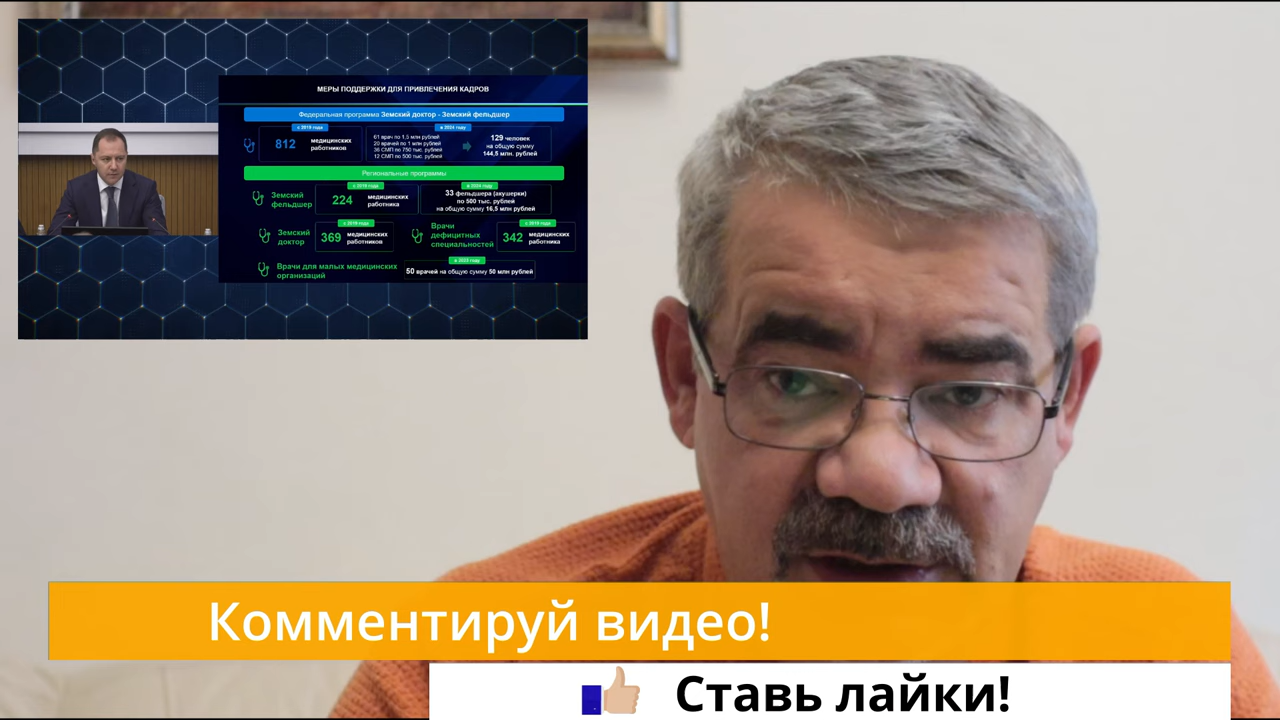 МЕРЫ ПОДДЕРЖКИ ДЛЯ ПРИВЛЕЧЕНИЯ КАДРОВ
Федеральная программа Земский доктор - Земский фельдшер
с 2019 года
812 медицинских работников
в 2024 году
61 врач по 1,5 млн рублей
20 врачей по 1 млн рублей
36 СМП по 750 тыс. рублей
12 СМП по 500 тыс. рублей
129 человек
на общую сумму
144,5 млн. рублей
Региональные программы
Земский фельдшер
с 2019 года
224 медицинских работника
в 2024 году
33 фельдшера (акушерки)
по 500 тыс. рублей
на общую сумму 16,5 млн рублей
Земский доктор
с 2019 года
369 медицинских работников
Врачи дефицитных специальностей
с 2019 года
342 медицинских работника
Врачи для малых медицинских организаций
50 врачей на общую сумму 50 млн рублей
Комментируй видео!
Ставь лайки!